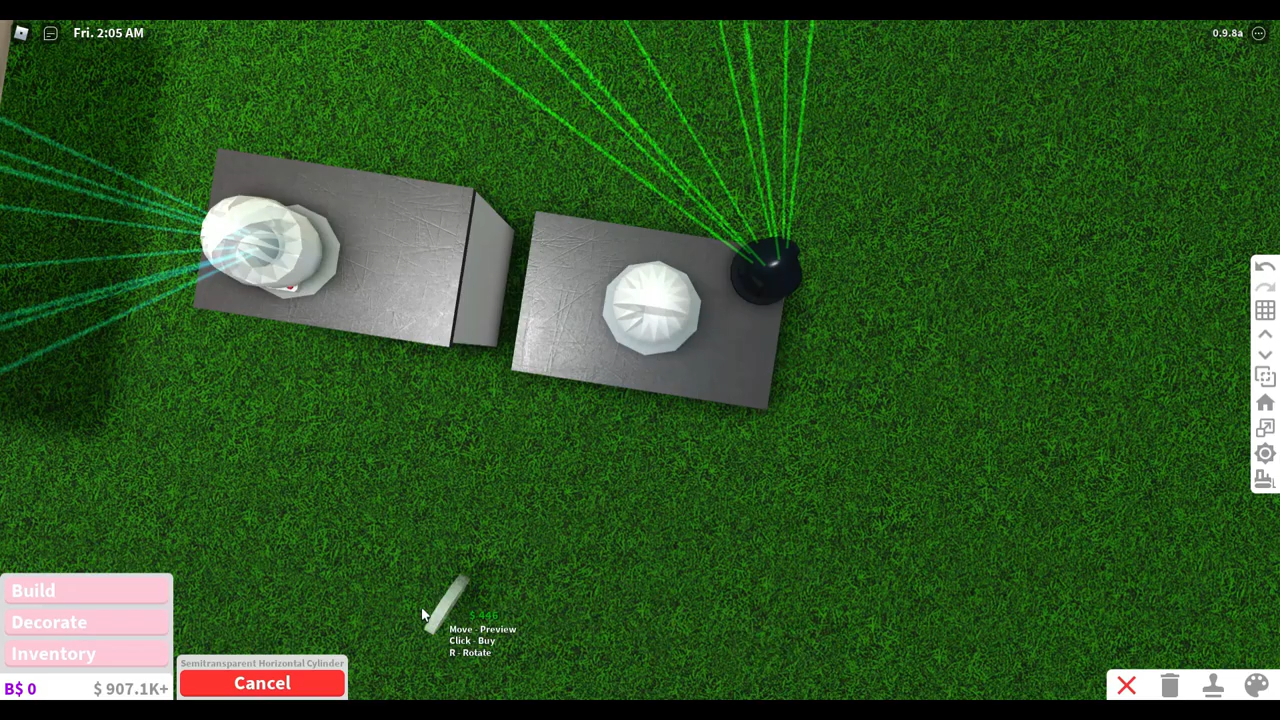 Fri. 2:05 AM
0.9.8a
$ 446
Move - Preview
Click - Buy
R - Rotate
Build
Decorate
Inventory
B$ 0
$ 907.1K+
Semitransparent Horizontal Cylinder
Cancel